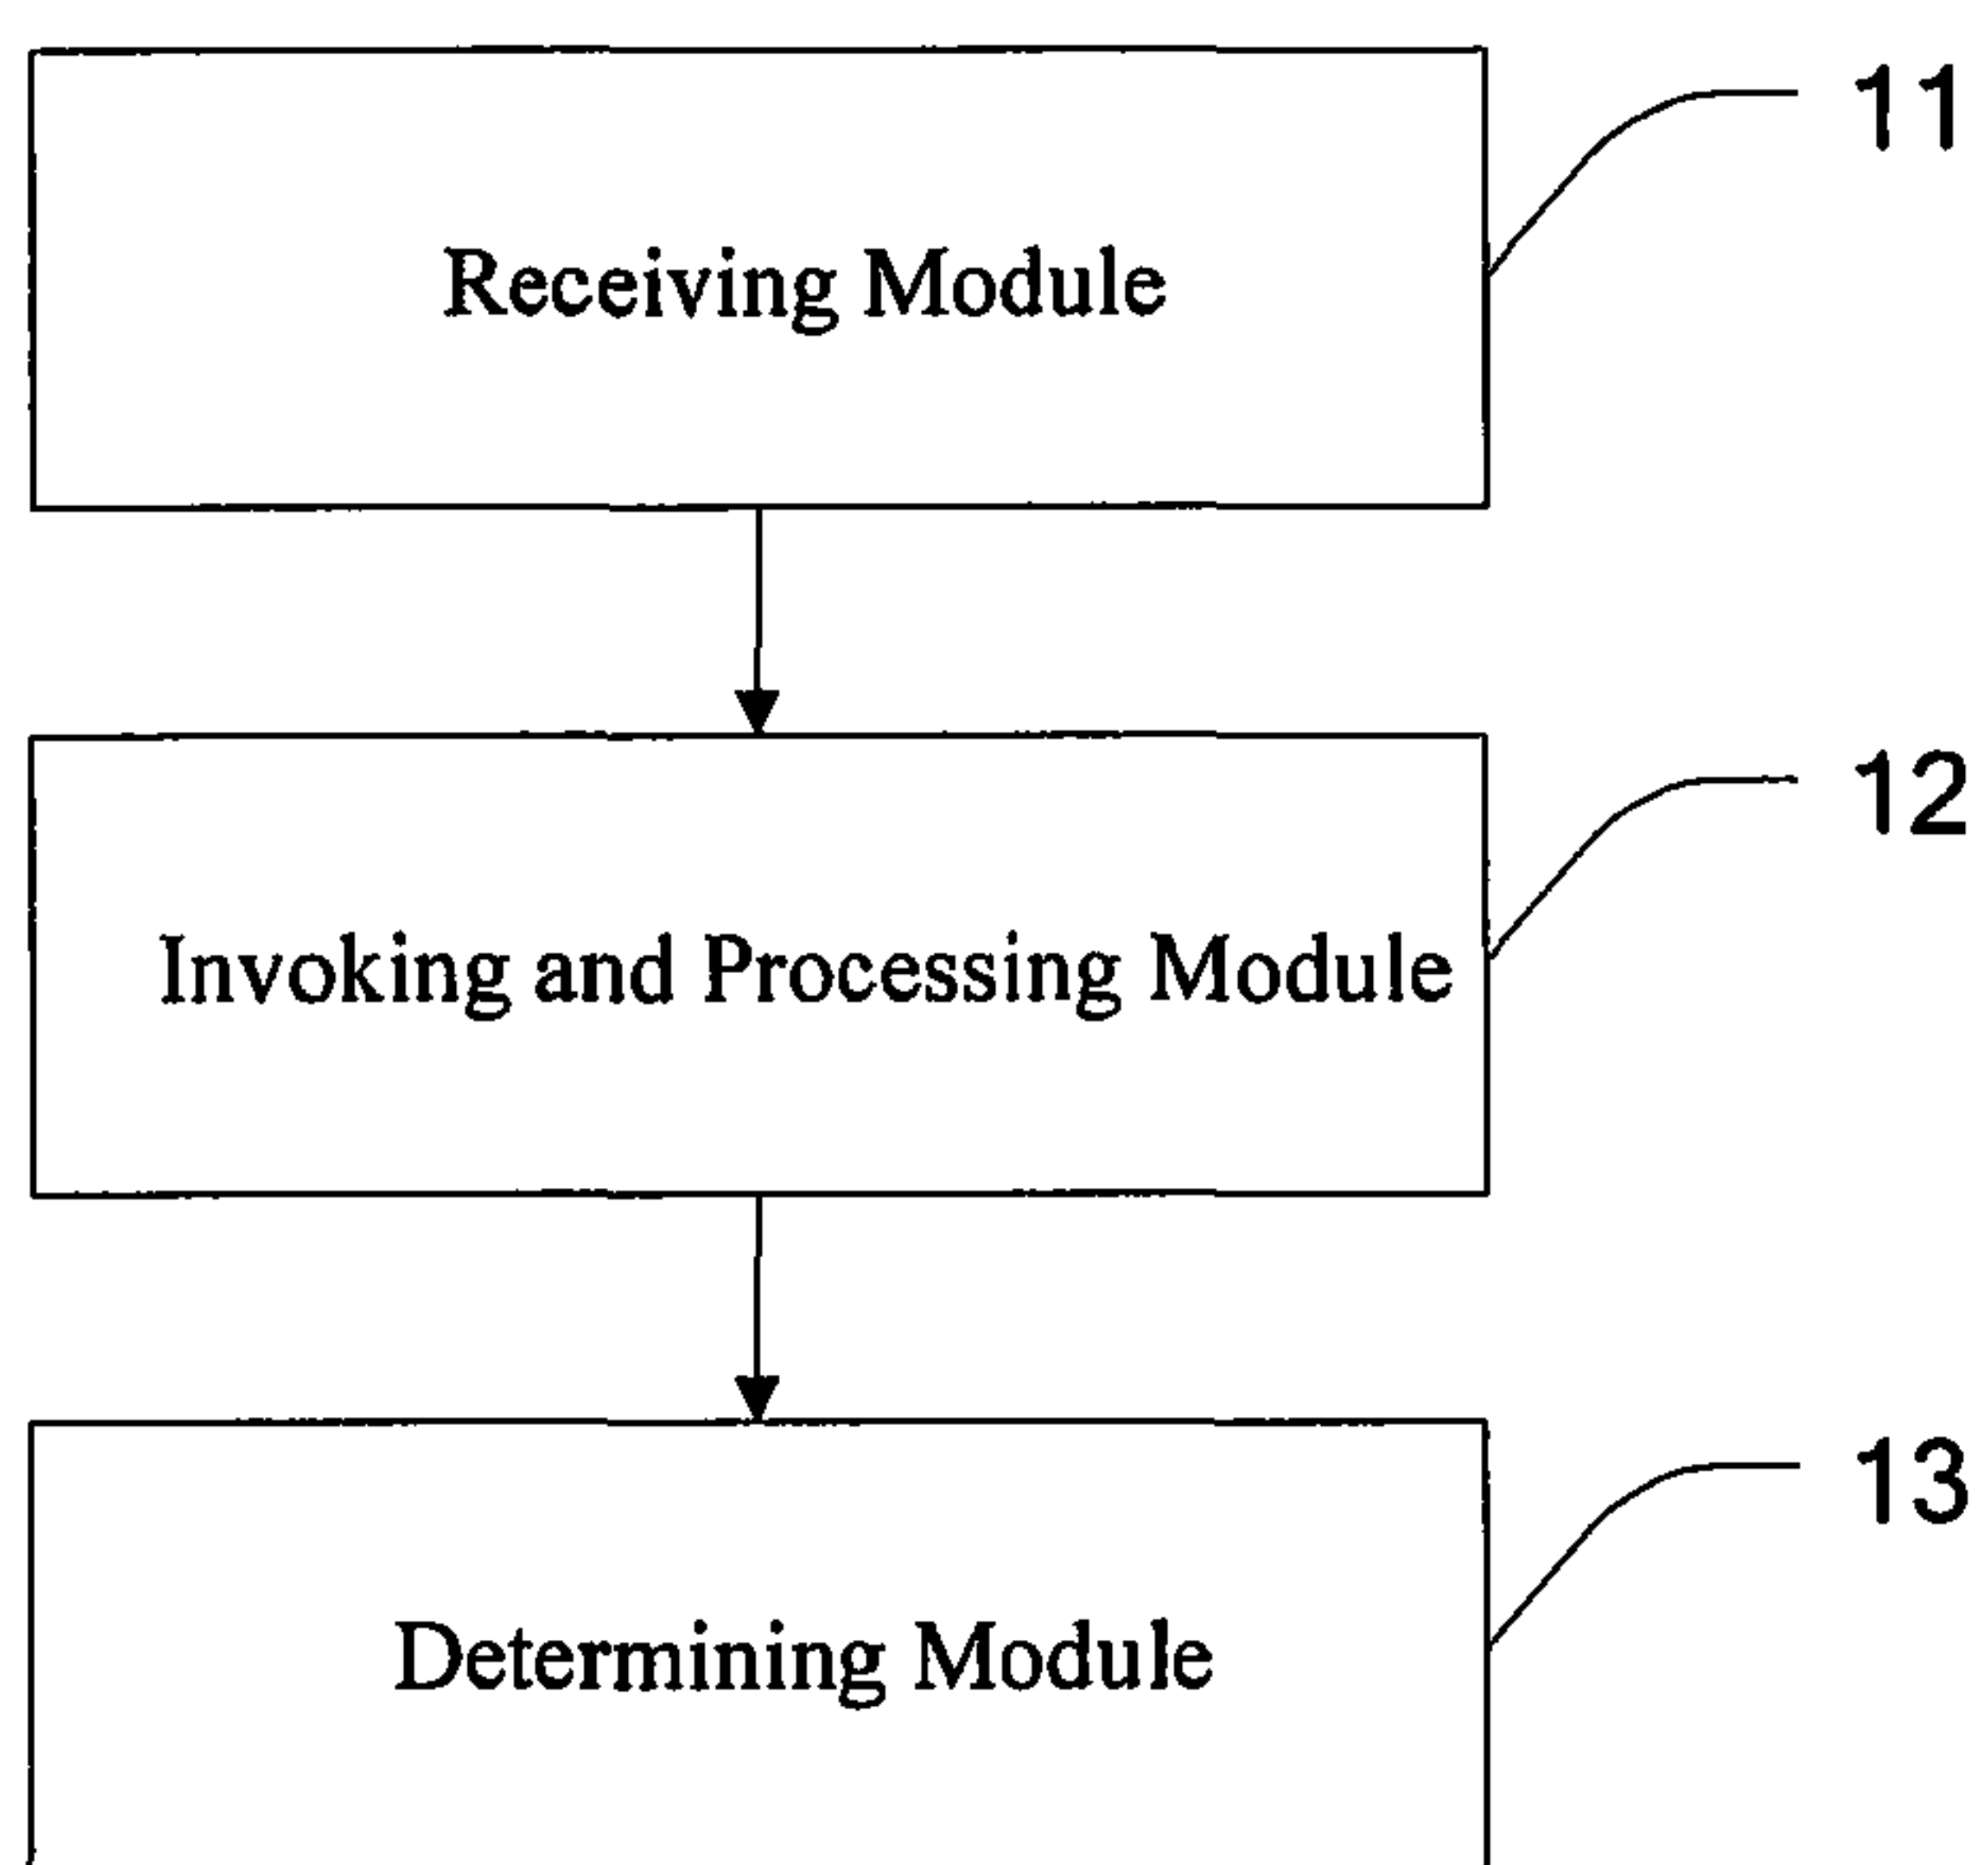 11
Receiving Module
12
Invoking and Processing Module
13
Determining Module